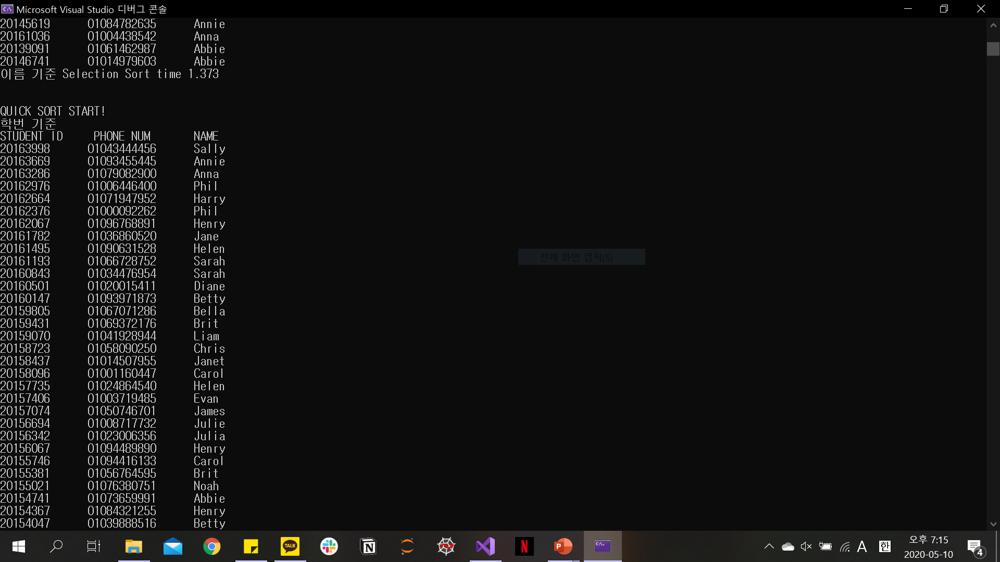 Microsoft Visual Studio 디버그 콘솔
20145619 01084782635 Annie
20161036 01004438542 Anna
20139091 01061462987 Abbie
20146741 01014979603 Abbie
이름 기준 Selection Sort time 1.373
QUICK SORT START!
학번 기준
STUDENT ID PHONE NUM NAME
20163998 01043444456 Sally
20163669 01093455445 Annie
20163286 01079082900 Anna
20162976 01006446400 Phil
20162664 01071947952 Harry
20162376 01000092262 Phil
20162067 01096768891 Henry
20161782 01036860520 Jane
20161495 01090631528 Helen
20161193 01066728752 Sarah
20160843 01034476954 Sarah
20160501 01020015411 Diane
20160147 01093971873 Betty
20159805 01067071286 Bella
20159431 01069372176 Brit
20159070 01041928944 Liam
20158723 01058090250 Chris
20158437 01014507955 Janet
20158096 01001160447 Carol
20157735 01024864540 Helen
20157406 01003719485 Evan
20157074 01050746701 James
20156694 01008717732 Julie
20156342 01023006356 Julia
20156067 01094489890 Henry
20155746 01094416133 Carol
20155381 01056764595 Brit
20155021 01076380751 Noah
20154741 01073659991 Abbie
20154367 01084321255 Henry
20154047 01039888516 Betty
전체 화면 캡처(S)
TALK
A 한
오후 7:15
2020-05-10
4